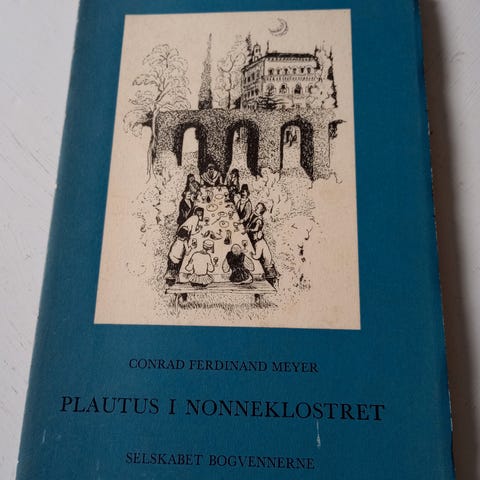 CONRAD FERDINAND MEYER
PLAUTUS I NONNEKLOSTRET
SELSKABET BOGVENNERNE